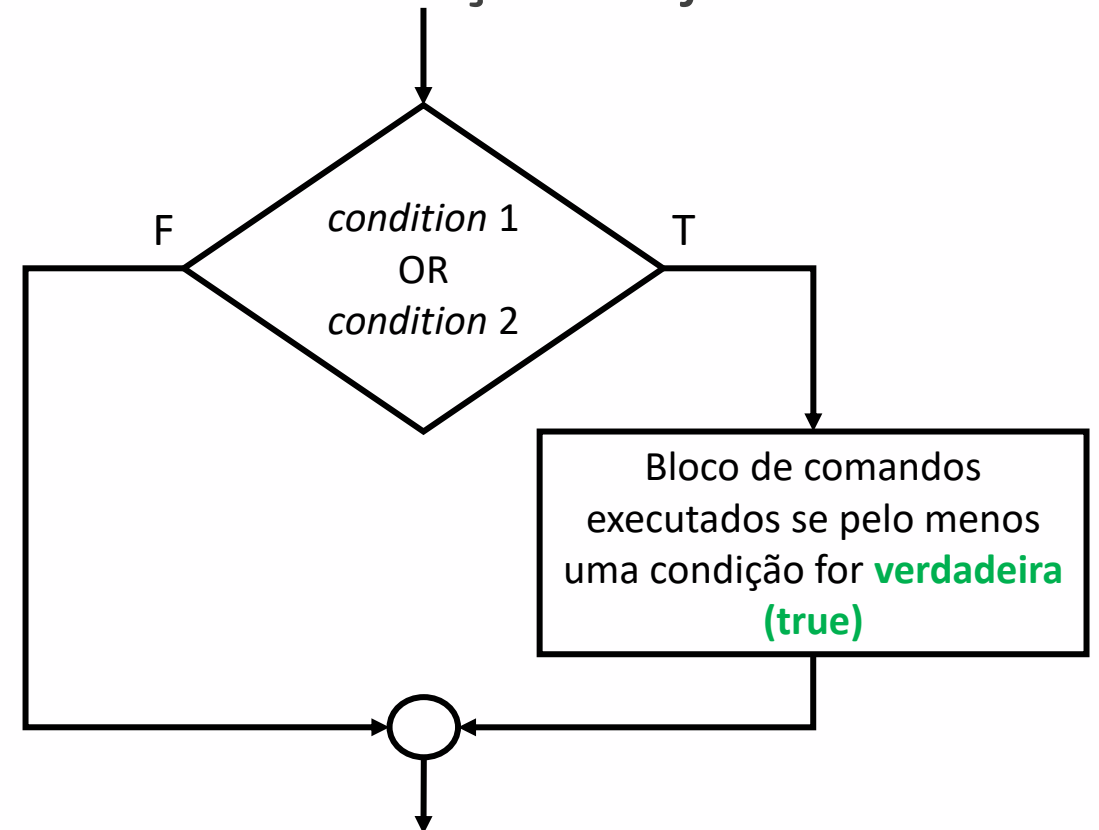 F
condition 1
OR
condition 2
T
Bloco de comandos
executados se pelo menos
uma condição for verdadeira
(true)